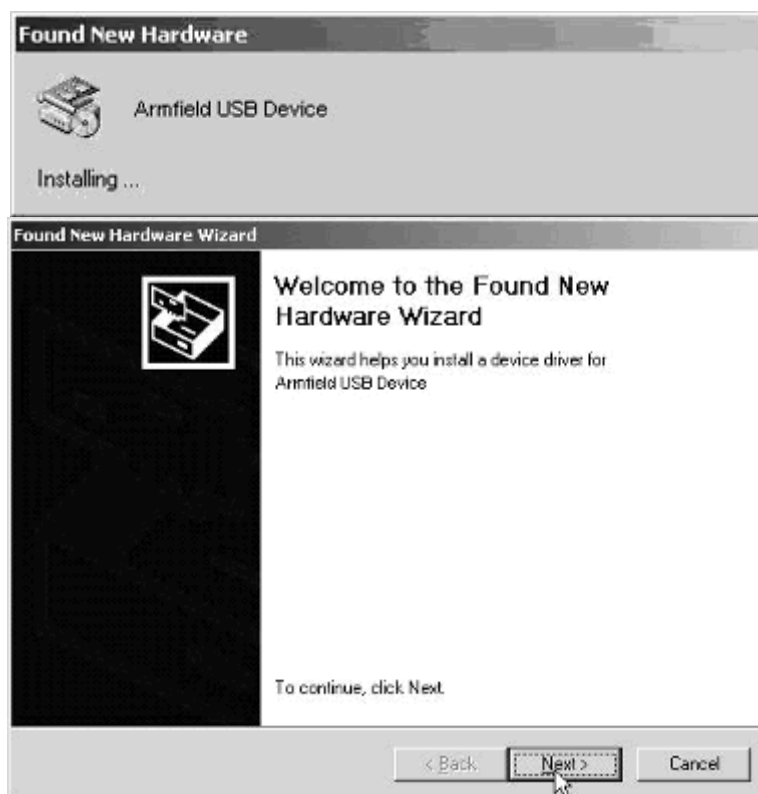 Found New Hardware
Armfield USB Device
Installing ...
Found New Hardware Wizard
Welcome to the Found New
Hardware Wizard
This wizard helps you install a device driver for
Armfield USB Device
To continue, click Next.
< Back Next > Cancel